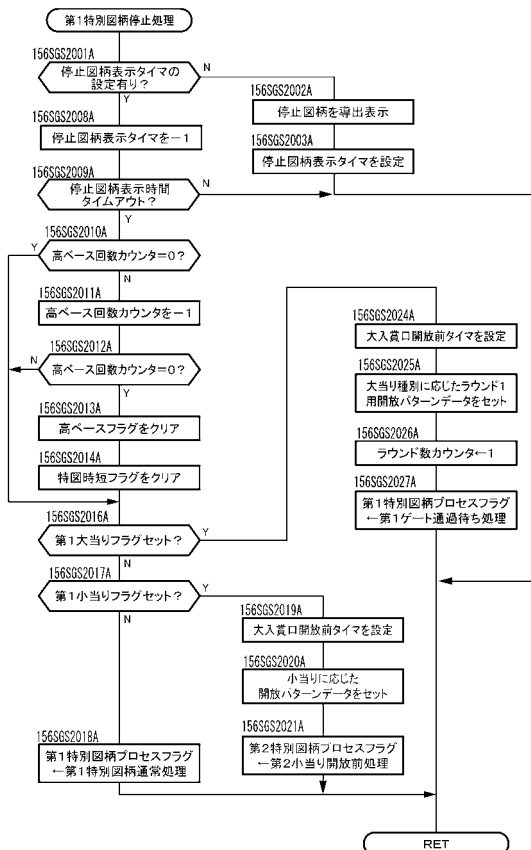 第1特別図柄停止処理
156SGS2001A
停止図柄表示タイマの
設定有り？
N
Y
156SGS2002A
停止図柄を導出表示
156SGS2003A
停止図柄表示タイマを設定
156SGS2008A
停止図柄表示タイマを−1
156SGS2009A
停止図柄表示時間
タイムアウト？
N
Y
156SGS2010A
Y
高ベース回数カウンタ=0？
N
156SGS2011A
高ベース回数カウンタを−1
156SGS2012A
N
高ベース回数カウンタ=0？
Y
156SGS2013A
高ベースフラグをクリア
156SGS2014A
特図時短フラグをクリア
156SGS2016A
第1大当りフラグセット？
Y
N
156SGS2024A
大入賞口開放前タイマを設定
156SGS2025A
大当り種別に応じたラウンド1
用開放パターンデータをセット
156SGS2026A
ラウンド数カウンタ←1
156SGS2027A
第1特別図柄プロセスフラグ
←第1ゲート通過待ち処理
156SGS2017A
第1小当りフラグセット？
Y
N
156SGS2019A
大入賞口開放前タイマを設定
156SGS2020A
小当りに応じた
開放パターンデータをセット
156SGS2021A
第2特別図柄プロセスフラグ
←第2小当り開放前処理
156SGS2018A
第1特別図柄プロセスフラグ
←第1特別図柄通常処理
RET